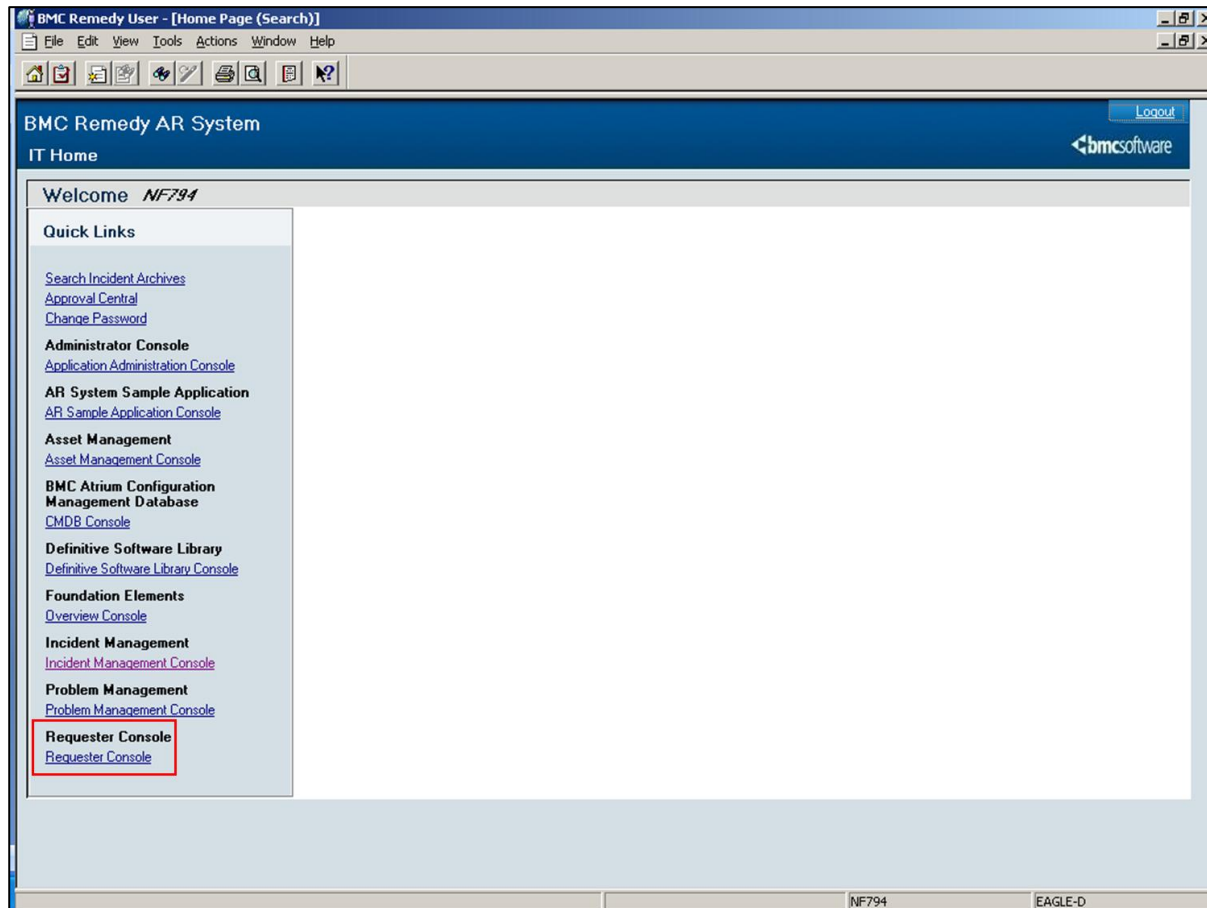 BMC Remedy User - [Home Page (Search)]
File Edit View Tools Actions Window Help
BMC Remedy AR System
Logout
IT Home
bmcsoftware
Welcome NF794
Quick Links
Search Incident Archives
Approval Central
Change Password
Administrator Console
Application Administration Console
AR System Sample Application
AR Sample Application Console
Asset Management
Asset Management Console
BMC Atrium Configuration
Management Database
CMDB Console
Definitive Software Library
Definitive Software Library Console
Foundation Elements
Overview Console
Incident Management
Incident Management Console
Problem Management
Problem Management Console
Requester Console
Requester Console
NF794 EAGLE-D